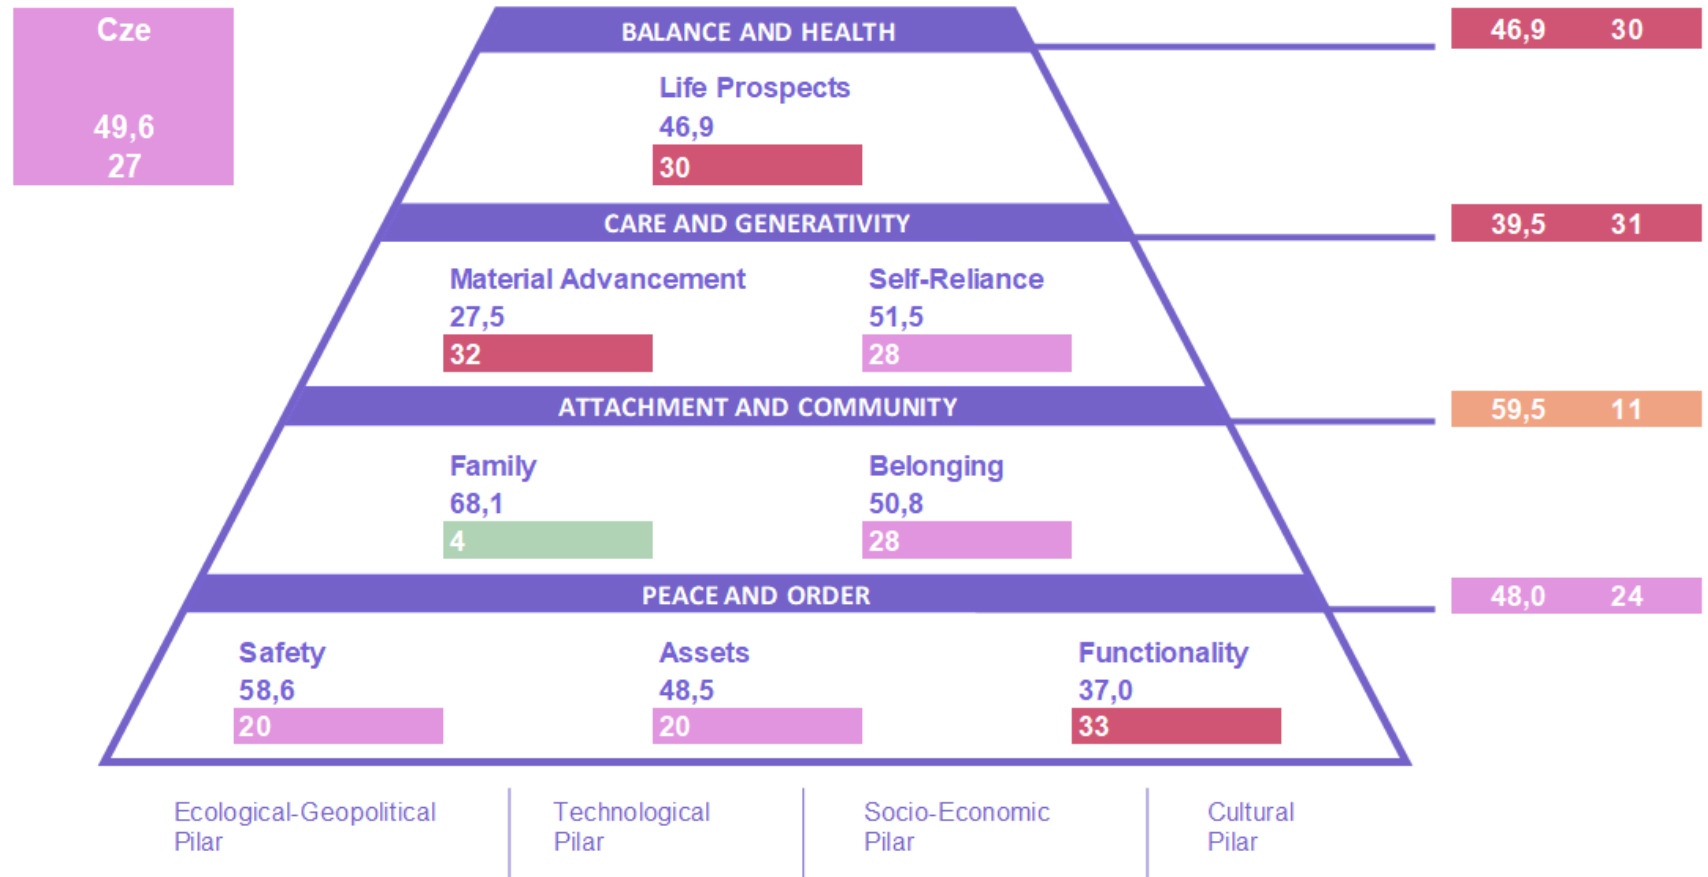 Cze
49,6
27
BALANCE AND HEALTH
46,9 30
Life Prospects
46,9
30
CARE AND GENERATIVITY
39,5 31
Material Advancement
27,5
32
Self-Reliance
51,5
28
ATTACHMENT AND COMMUNITY
59,5 11
Family
68,1
4
Belonging
50,8
28
PEACE AND ORDER
48,0 24
Safety
58,6
20
Assets
48,5
20
Functionality
37,0
33
Ecological-Geopolitical
Pilar
Technological
Pilar
Socio-Economic
Pilar
Cultural
Pilar